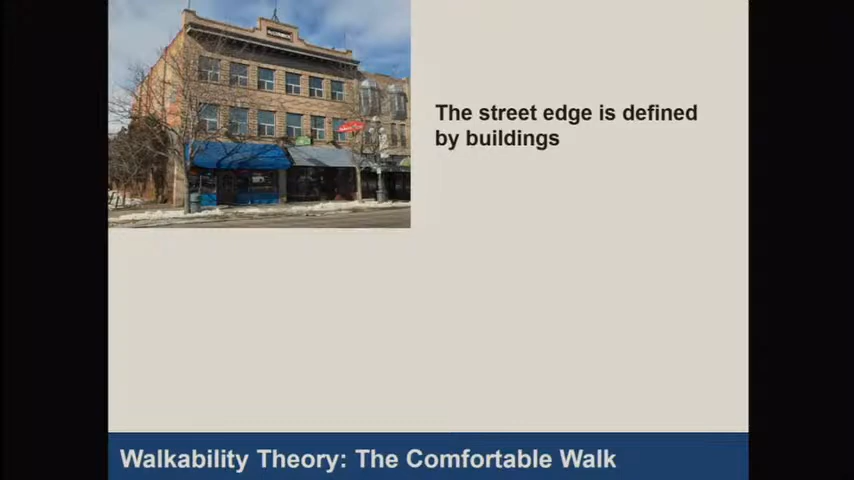 The street edge is defined
by buildings
Walkability Theory: The Comfortable Walk